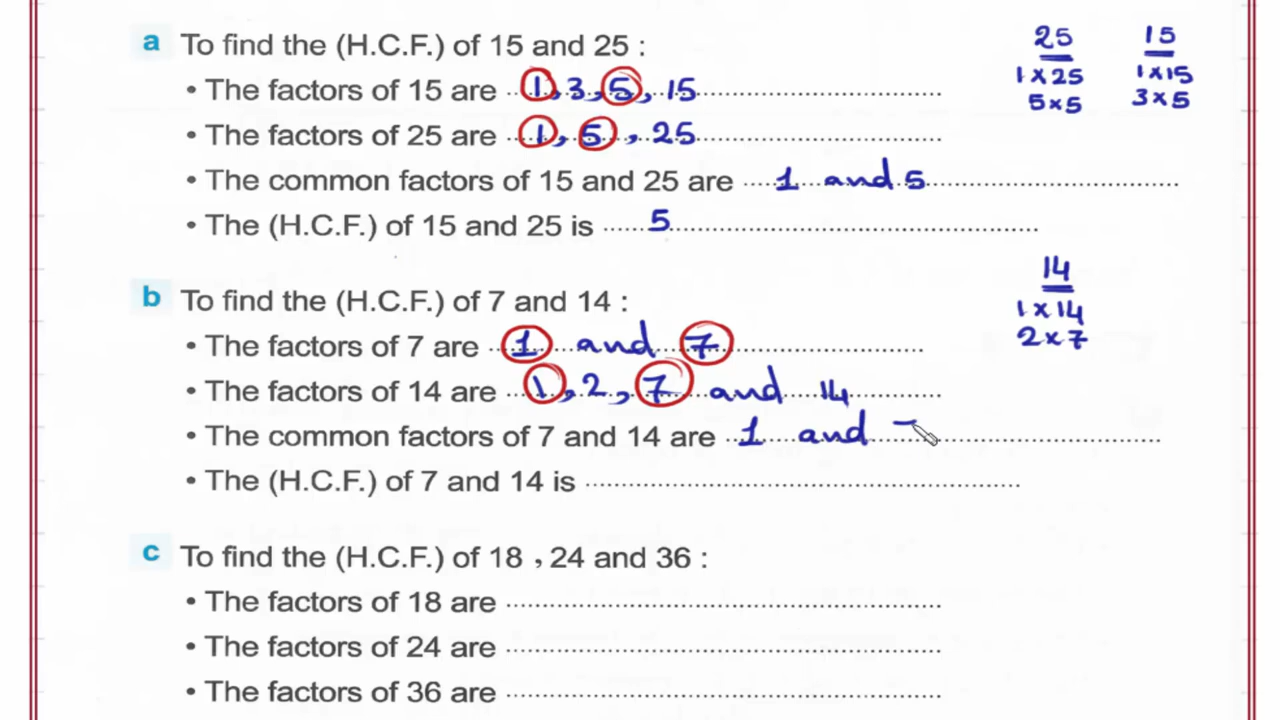 a To find the (H.C.F.) of 15 and 25 :
25 15
• The factors of 15 are 1, 3, 5, 15
1×25 1×15
5×5 3×5
• The factors of 25 are 1, 5, 25
• The common factors of 15 and 25 are 1 and 5
• The (H.C.F.) of 15 and 25 is 5
14
b To find the (H.C.F.) of 7 and 14 :
1×14
• The factors of 7 are 1 and 7
2×7
• The factors of 14 are 1, 2, 7 and 14
• The common factors of 7 and 14 are 1 and
• The (H.C.F.) of 7 and 14 is
c To find the (H.C.F.) of 18 , 24 and 36 :
• The factors of 18 are
• The factors of 24 are
• The factors of 36 are